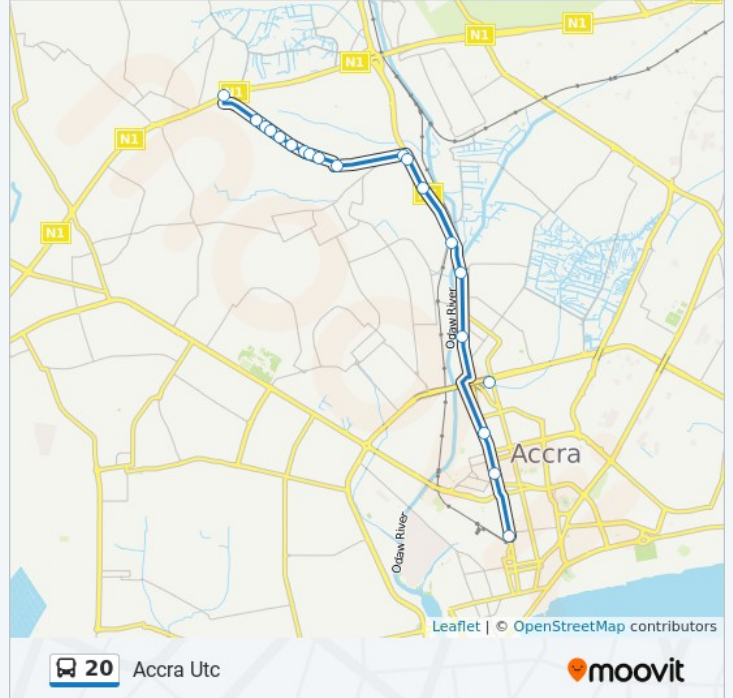 N1
N1
N1
N1
N1
N1
Odaw River
Accra
Odaw River
Leaflet | © OpenStreetMap contributors
20 Accra Utc
moovit